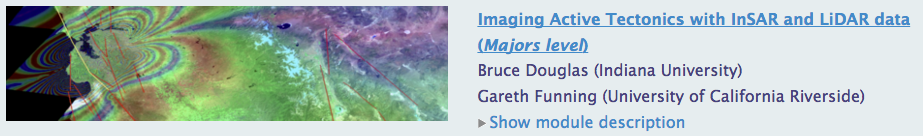 Imaging Active Tectonics with InSAR and LiDAR data
(Majors level)
Bruce Douglas (Indiana University)
Gareth Funning (University of California Riverside)
Show module description